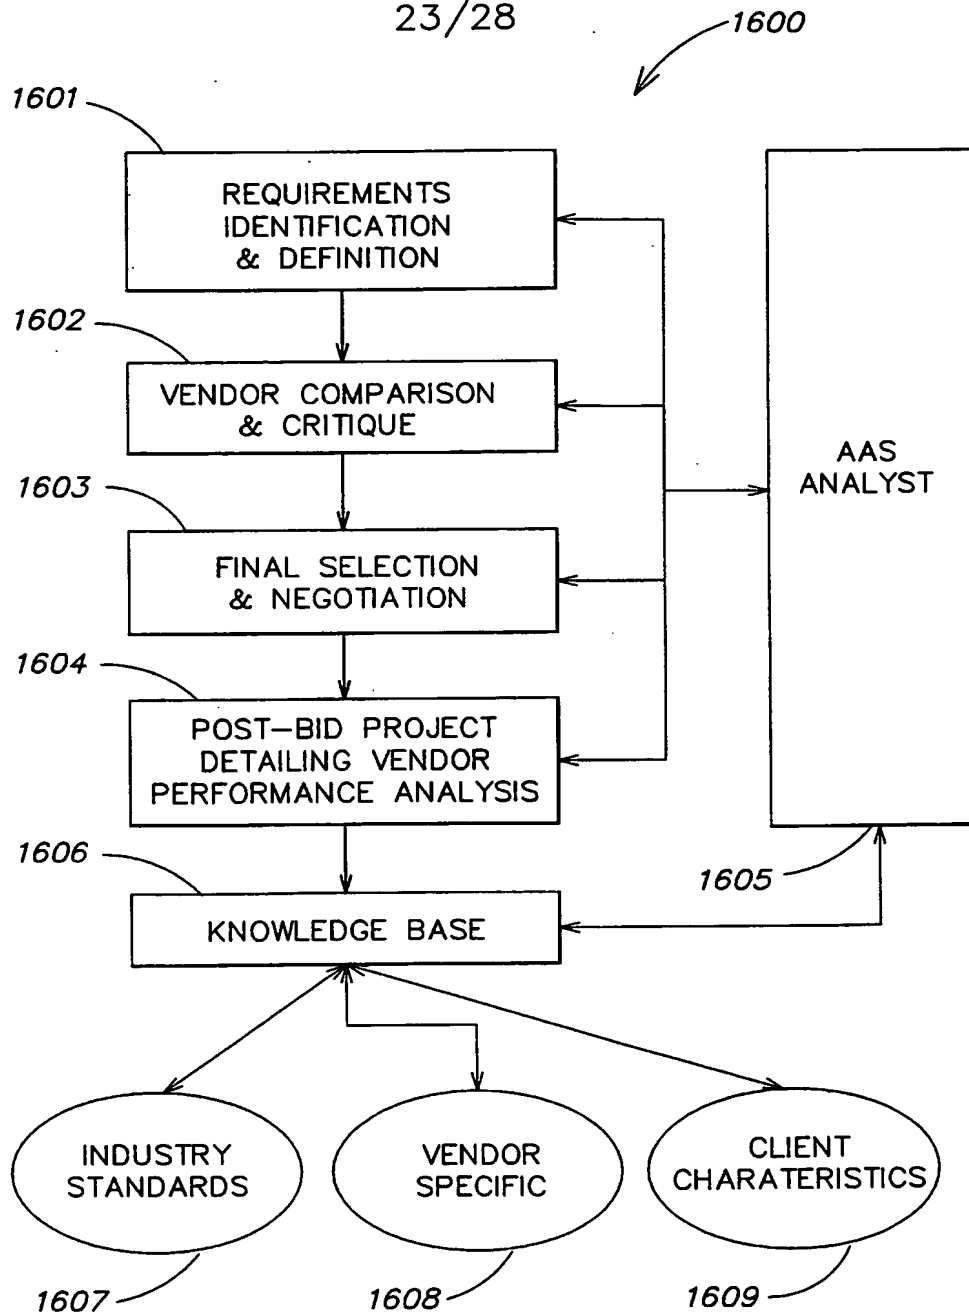 23/28
1600
1601
REQUIREMENTS
IDENTIFICATION
& DEFINITION
1602
VENDOR COMPARISON
& CRITIQUE
AAS
ANALYST
1603
FINAL SELECTION
& NEGOTIATION
1604
POST-BID PROJECT
DETAILING VENDOR
PERFORMANCE ANALYSIS
1605
1606
KNOWLEDGE BASE
INDUSTRY
STANDARDS
VENDOR
SPECIFIC
CLIENT
CHARATERISTICS
1607
1608
1609